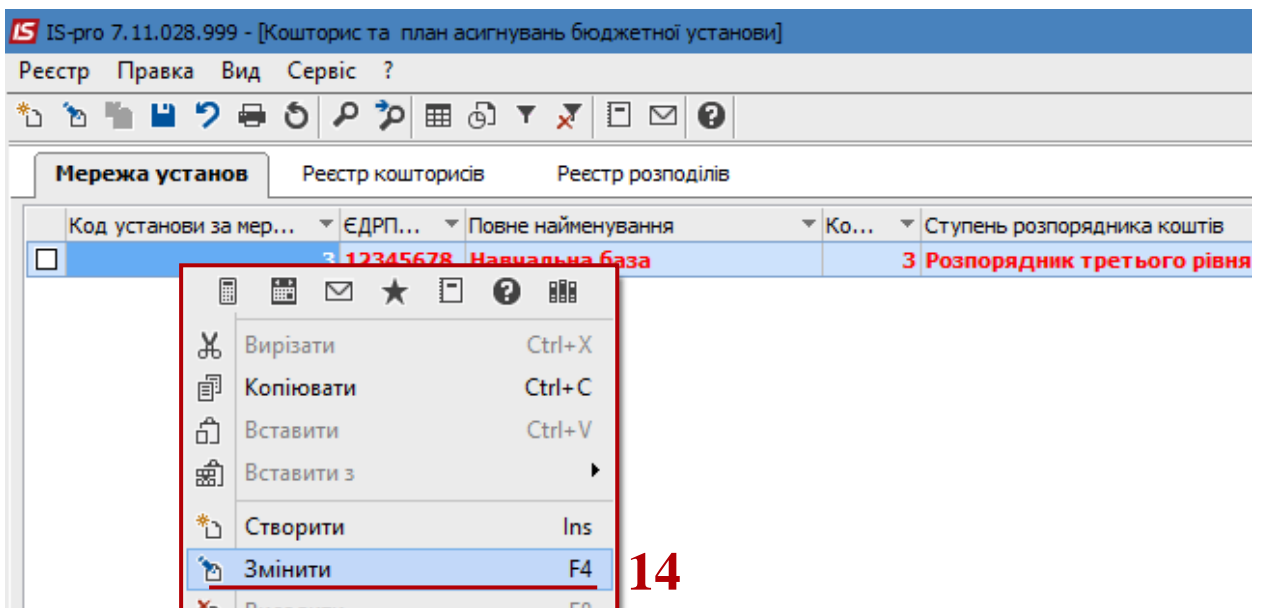 IS-pro 7.11.028.999 - [Кошторис та план асигнувань бюджетної установи]
Реєстр Правка Вид Сервіс ?
Мережа установ Реєстр кошторисів Реєстр розподілів
Код установи за мер... ЄДРП... Повне найменування Ко... Ступень розпорядника коштів
3 12345678 Навчальна база 3 Розпорядник третього рівня
Вирізати Ctrl+X
Копіювати Ctrl+C
Вставити Ctrl+V
Вставити з
Створити Ins
Змінити F4
14